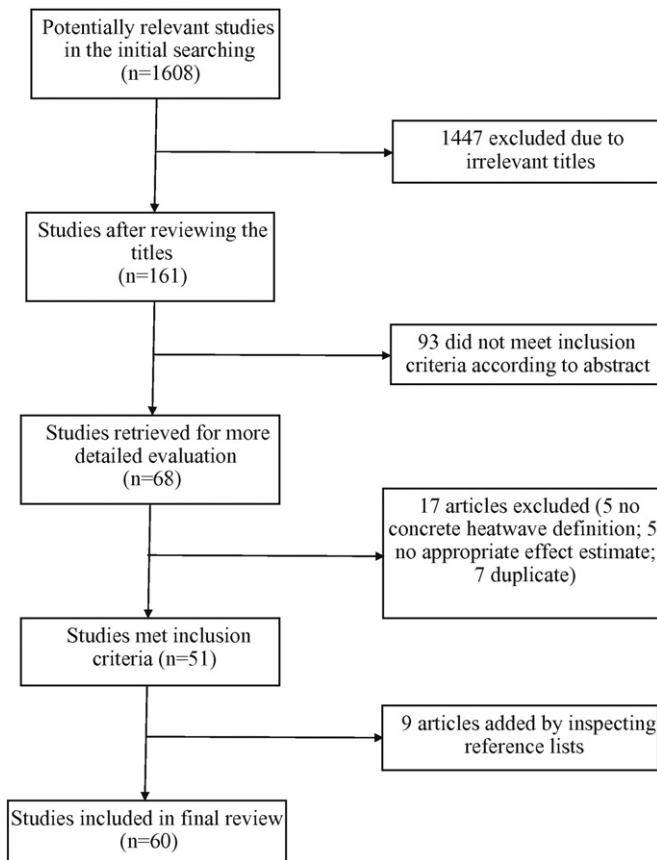 Potentially relevant studies
in the initial searching
(n=1608)
1447 excluded due to
irrelevant titles
Studies after reviewing the
titles
(n=161)
93 did not meet inclusion
criteria according to abstract
Studies retrieved for more
detailed evaluation
(n=68)
17 articles excluded (5 no
concrete heatwave definition; 5
no appropriate effect estimate;
7 duplicate)
Studies met inclusion
criteria (n=51)
9 articles added by inspecting
reference lists
Studies included in final review
(n=60)